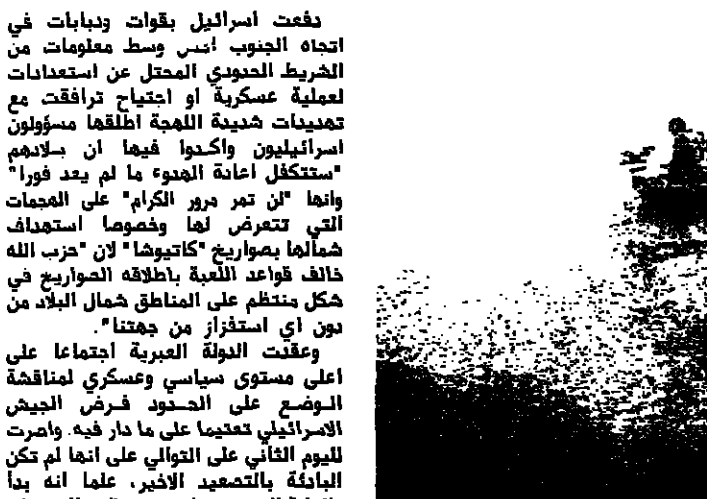 دفعت اسرائيل بقوات ودبابات في
اتجاه الجنوب امس وسط معلومات من
الشريط الحدودي المحتل عن استعدادات
لعملية عسكرية او اجتياح ترافقت مع
تهديدات شديدة اللهجة اطلقها مسؤولون
اسرائيليون واكدوا فيها ان بلادهم
"ستتكفل اعادة الهدوء ما لم يعد فورا"
وانها "لن تمر مرور الكرام" على الهجمات
التي تتعرض لها وخصوصا استهداف
شمالها بصواريخ "كاتيوشا" لان "حزب الله
خالف قواعد اللعبة باطلاقه الصواريخ في
شكل منتظم على المناطق شمال البلاد من
دون اي استفزاز من جهتنا".
وعقدت الدولة العبرية اجتماعا على
اعلى مستوى سياسي وعسكري لمناقشة
الوضع على الحدود فرض الجيش
الاسرائيلي تعتيما على ما دار فيه. واصرت
لليوم الثاني على التوالي على انها لم تكن
البادئة بالتصعيد الاخير، علما انه بدأ